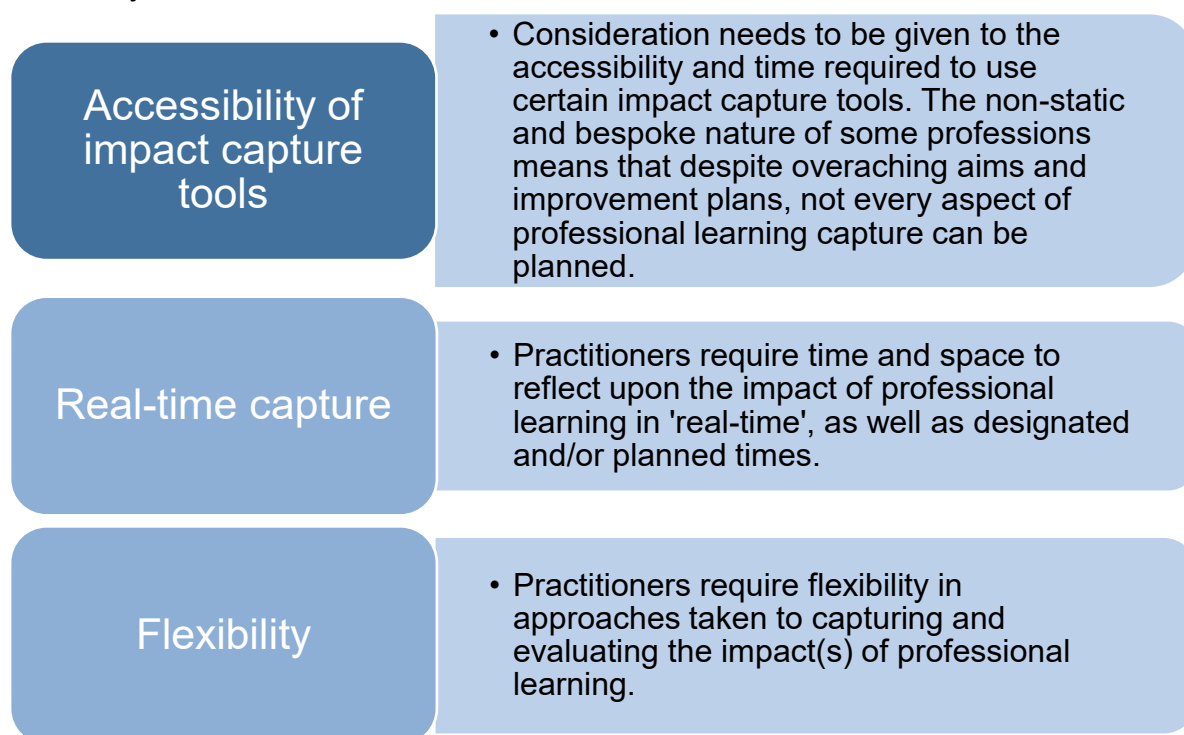 Accessibility of
impact capture
tools
• Consideration needs to be given to the
accessibility and time required to use
certain impact capture tools. The non-static
and bespoke nature of some professions
means that despite overaching aims and
improvement plans, not every aspect of
professional learning capture can be
planned.
Real-time capture
• Practitioners require time and space to
reflect upon the impact of professional
learning in 'real-time', as well as designated
and/or planned times.
Flexibility
• Practitioners require flexibility in
approaches taken to capturing and
evaluating the impact(s) of professional
learning.